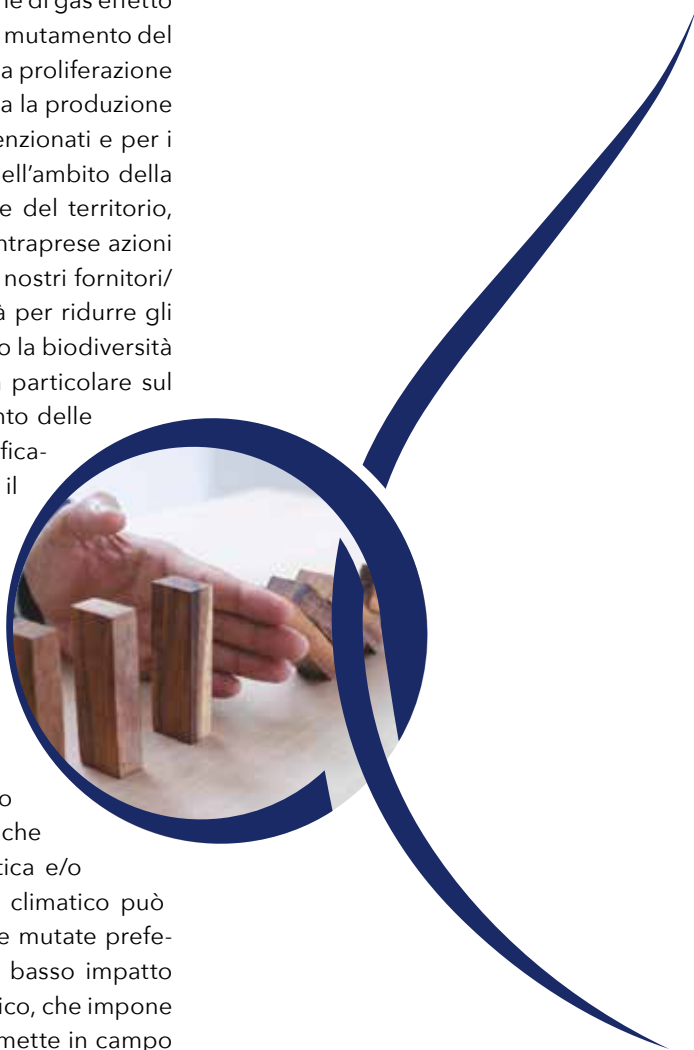 ne di gas effetto
mutamento del
a proliferazione
a la produzione
enzionati e per i
ell'ambito della
e del territorio,
ntraprese azioni
nostri fornitori/
à per ridurre gli
o la biodiversità
particolare sul
nto delle
fica-
il
o
che
tica e/o
climatico può
e mutate prefe-
basso impatto
ico, che impone
mette in campo